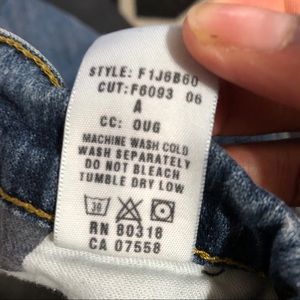 STYLE: F1J6B60
CUT:F6093 06
A
CC: OUG
MACHINE WASH COLD
WASH SEPARATELY
DO NOT BLEACH
TUMBLE DRY LOW
30
RN 80318
CA 07558